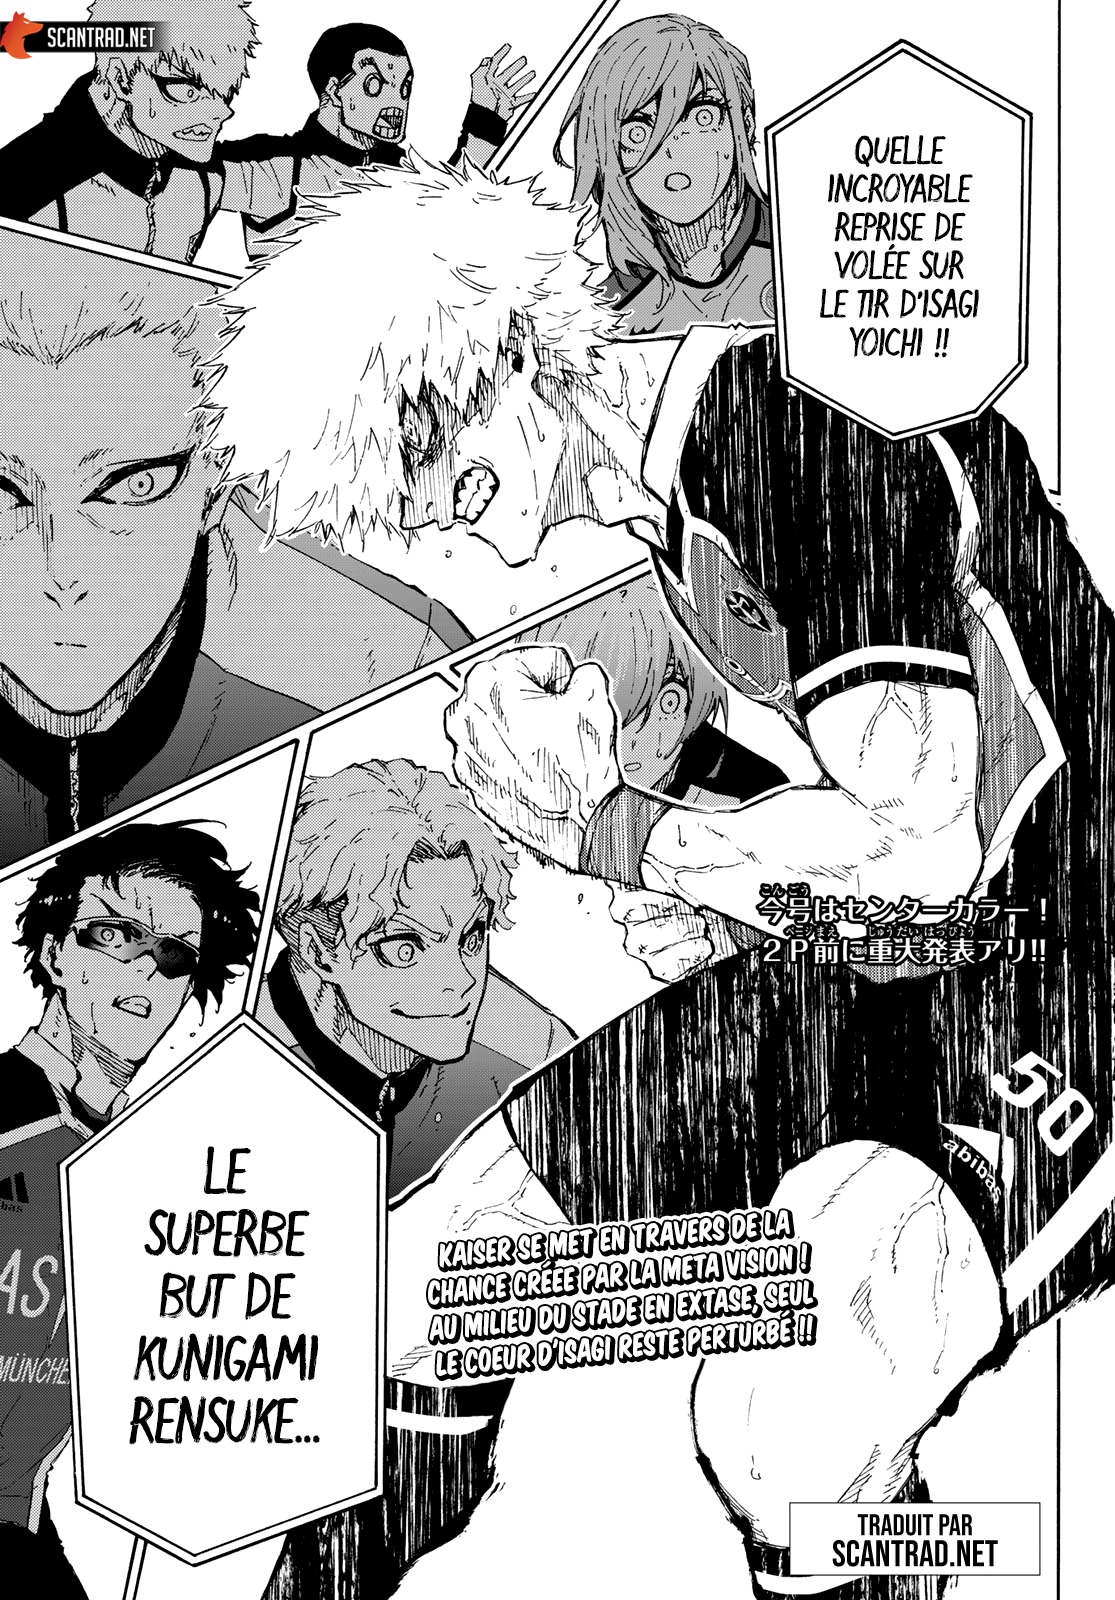 SCANTRAD.NET
QUELLE
INCROYABLE
REPRISE DE
VOLÉE SUR
LE TIR D'ISAGI
YOICHI !!
今号はセンターカラー！
２Ｐ前に重大発表アリ!!
50
abibas
LE
SUPERBE
BUT DE
KUNIGAMI
RENSUKE...
KAISER SE MET EN TRAVERS DE LA
CHANCE CRÉÉE PAR LA META VISION !
AU MILIEU DU STADE EN EXTASE, SEUL
LE COEUR D'ISAGI RESTE PERTURBÉ !!
ibas
AS
MÜNCHE
TRADUIT PAR
SCANTRAD.NET